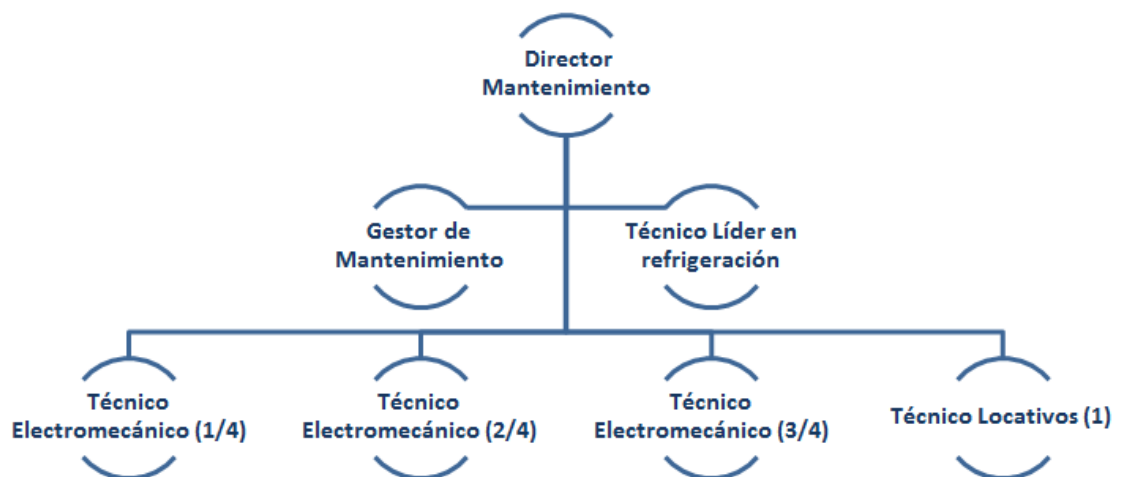 Director
Mantenimiento
Gestor de
Mantenimiento
Técnico Líder en
refrigeración
Técnico
Electromecánico (1/4)
Técnico
Electromecánico (2/4)
Técnico
Electromecánico (3/4)
Técnico Locativos (1)